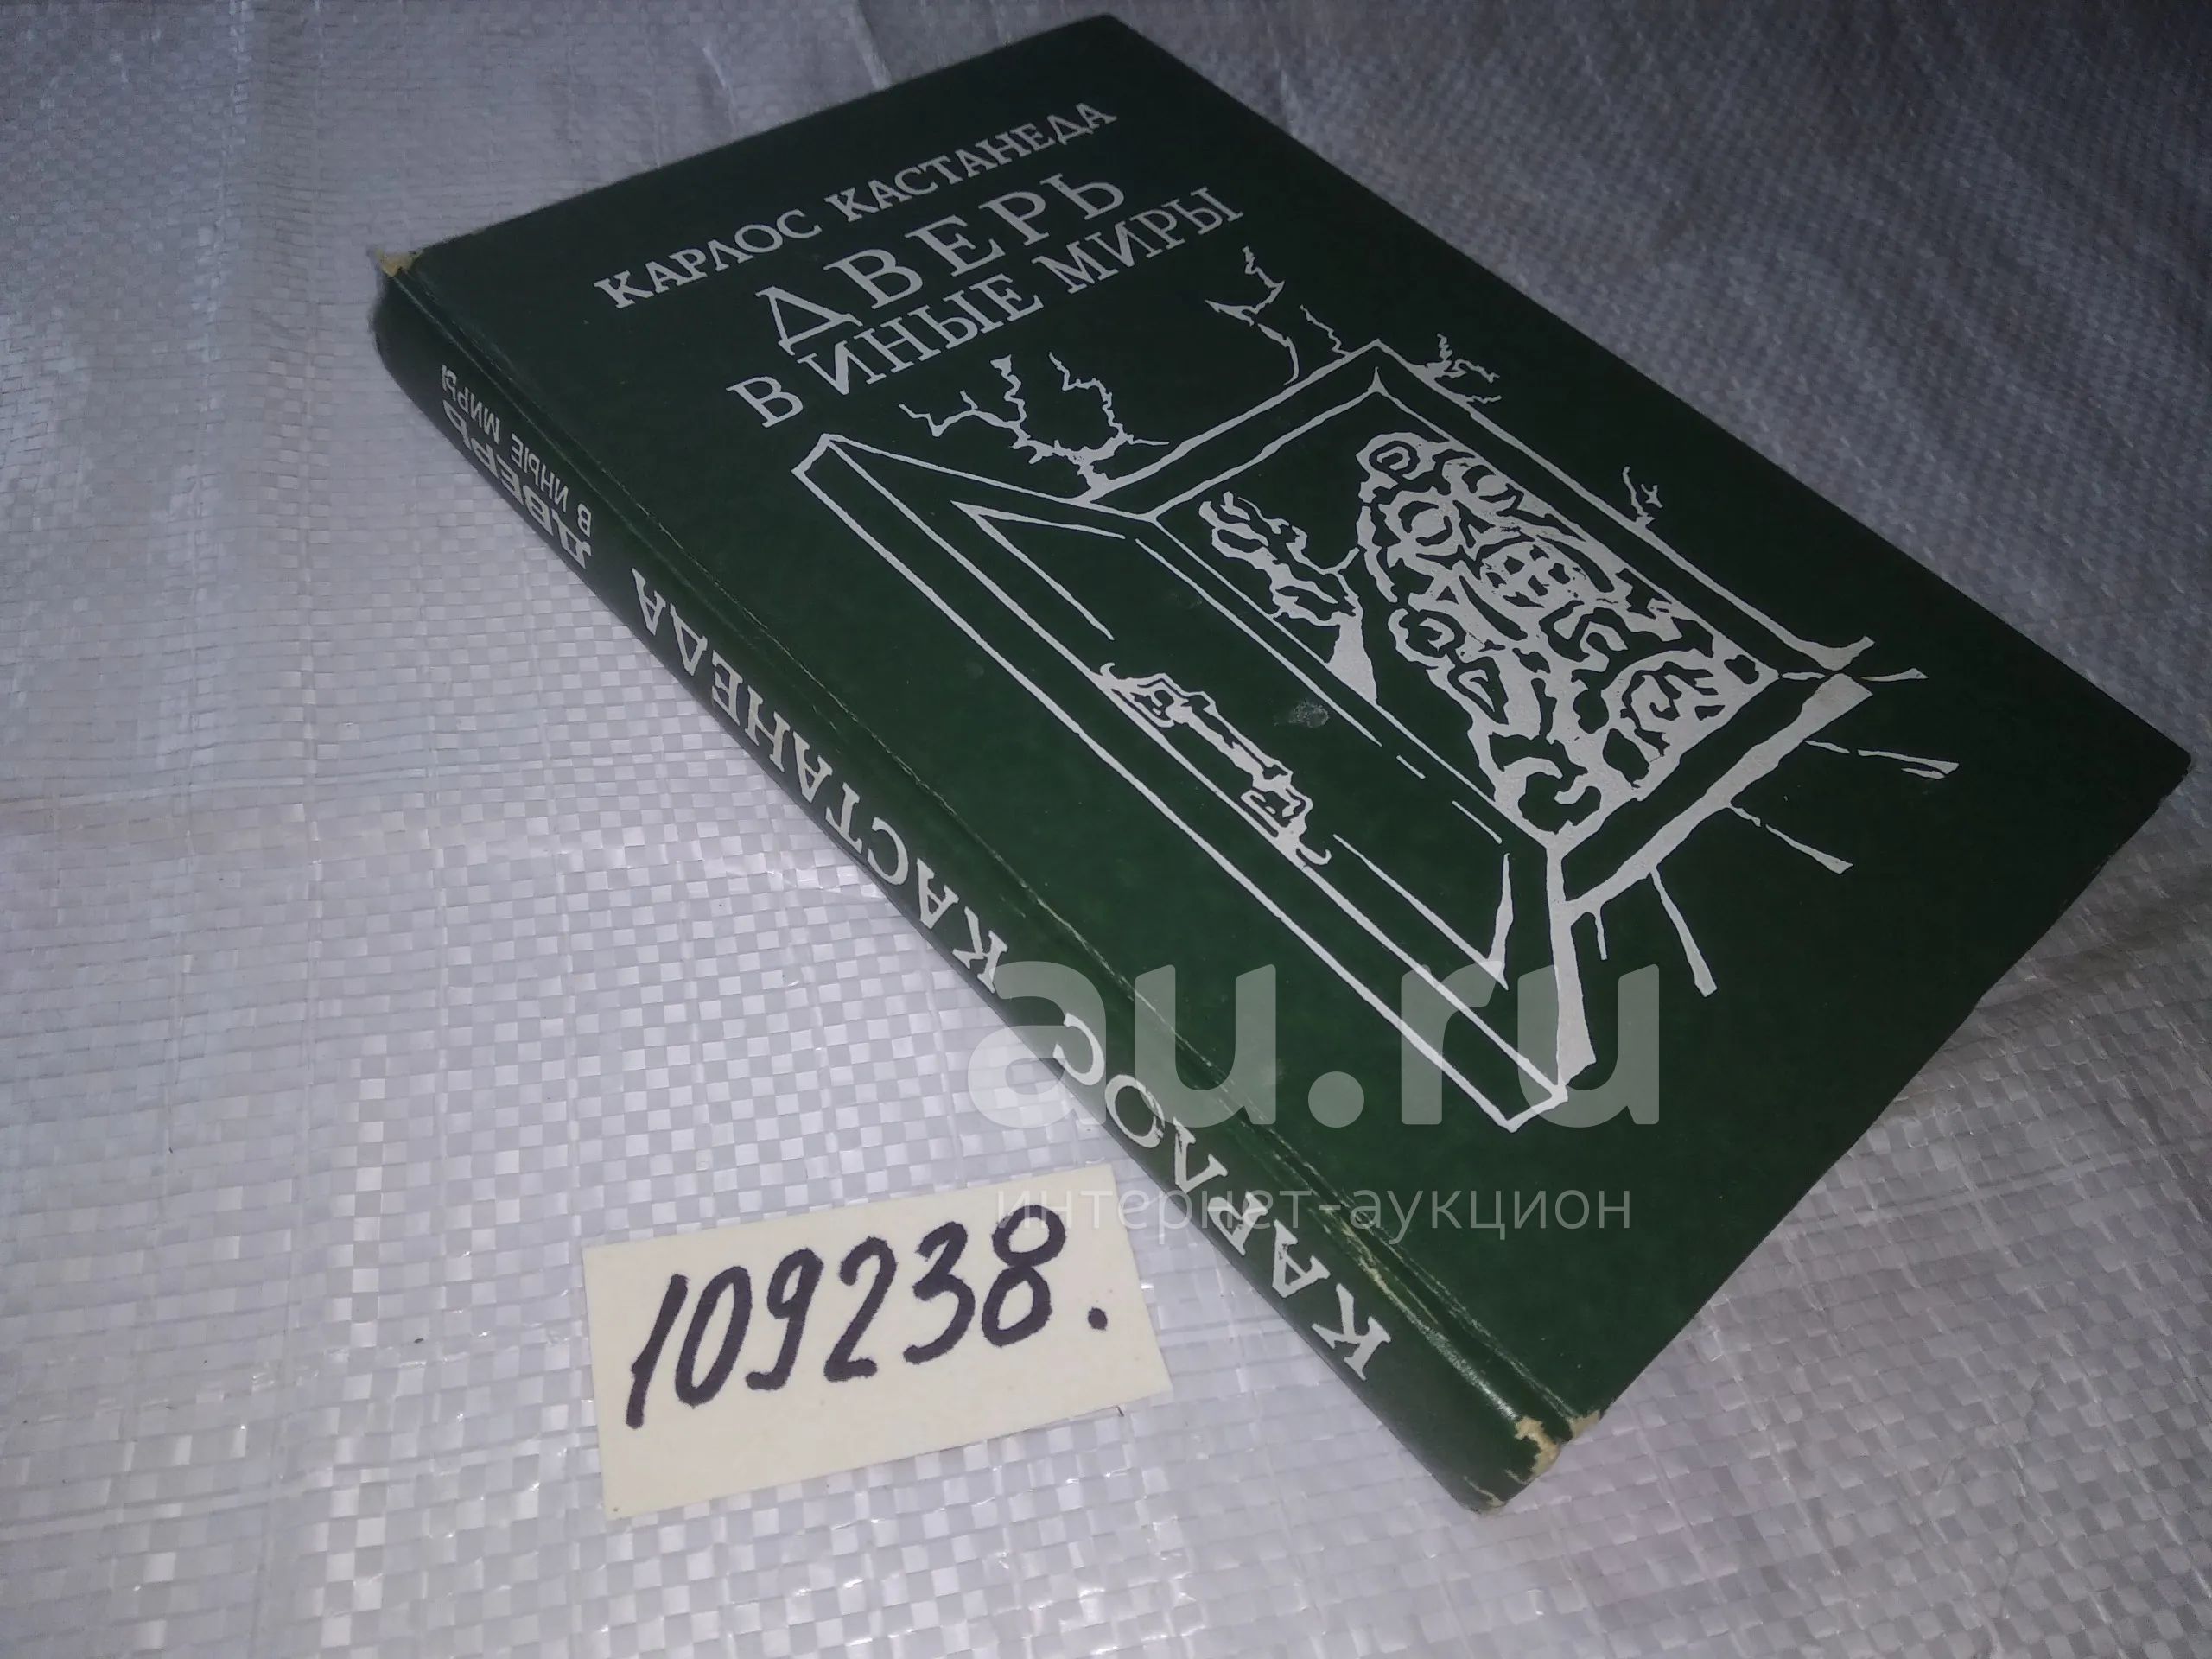 КАРЛОС КАСТАНЕДА
ДВЕРЬ
В ИНЫЕ МИРЫ
КАРЛОС КАСТАНЕДА
ДВЕРЬ
В ИНЫЕ МИРЫ
au.ru
интернет-аукцион
109238.